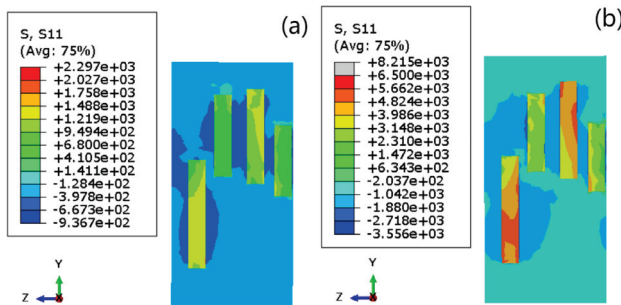 S, S11
(Avg: 75%)
+2.297e+03
+2.027e+03
+1.758e+03
+1.488e+03
+1.219e+03
+9.494e+02
+6.800e+02
+4.105e+02
+1.411e+02
-1.284e+02
-3.978e+02
-6.673e+02
-9.367e+02
(a)
Y
Z
X
S, S11
(Avg: 75%)
+8.215e+03
+6.500e+03
+5.662e+03
+4.824e+03
+3.986e+03
+3.148e+03
+2.310e+03
+1.472e+03
+6.343e+02
-2.037e+02
-1.042e+03
-1.880e+03
-2.718e+03
-3.556e+03
(b)
Y
Z
X